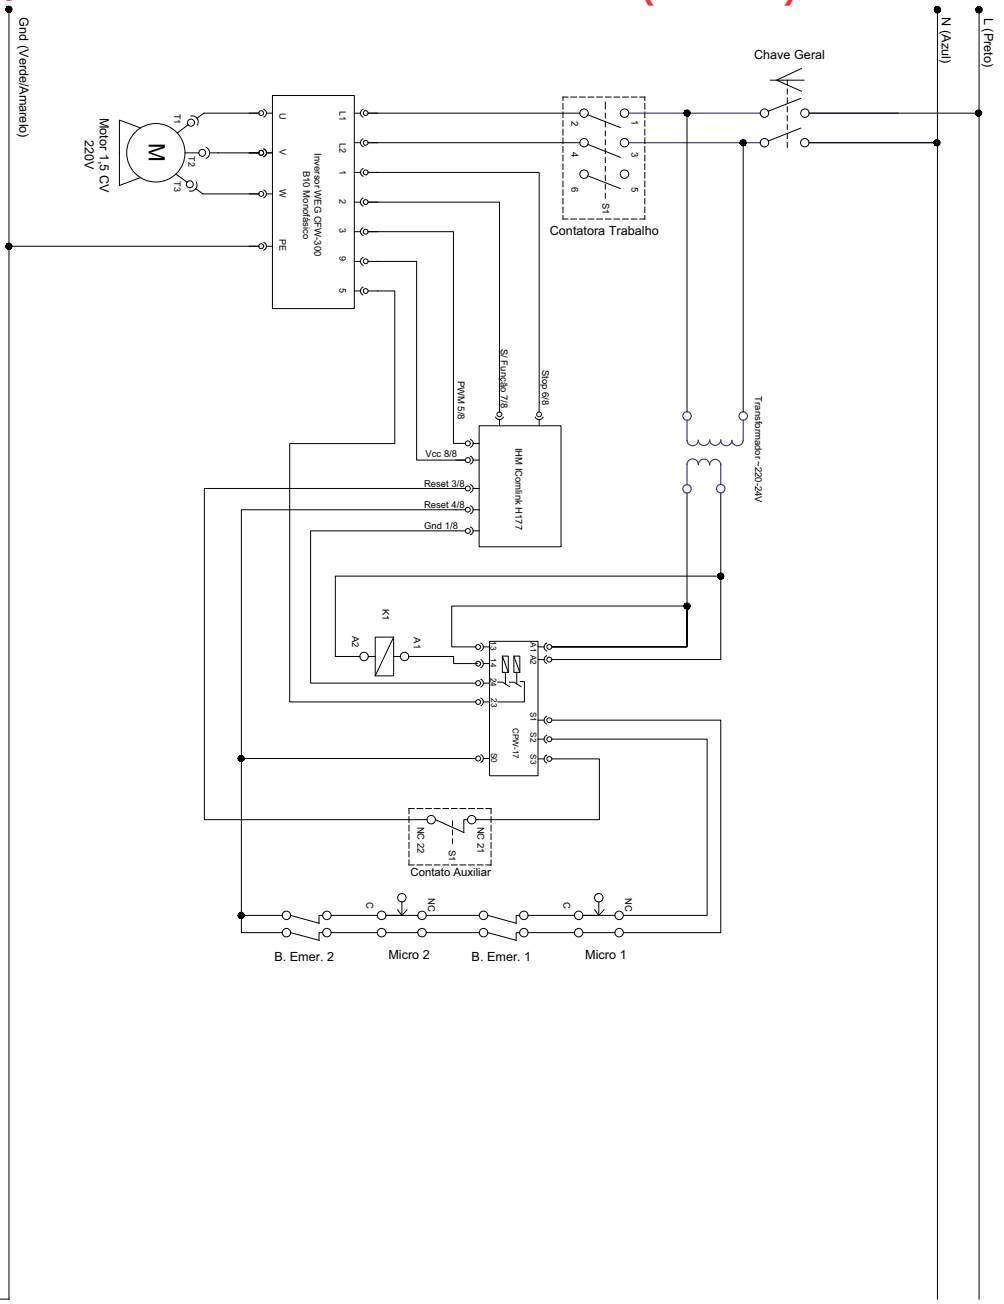 Gnd (Verde/Amarelo)
N (Azul)
L (Preto)
Chave Geral
T1
T2
T3
M
Motor 1,5 CV
220V
U
V
W
PE
L1
L2
1
2
3
9
5
Inversor WEG CFW-300
B10 Monofásico
2
4
6
1
3
5
S1
Contatora Trabalho
Transformador ~220-24V
Stop 6/8
S/ Função 7/8
PWM 5/8
Vcc 8/8
Reset 3/8
Reset 4/8
Gnd 1/8
IHM IComlink H177
K1
A2
A1
13
14
24
23
S0
A1
A2
S1
S2
S3
CPW-17
NC 22
NC 21
S1
Contato Auxiliar
C
NC
C
NC
B. Emer. 2
Micro 2
B. Emer. 1
Micro 1